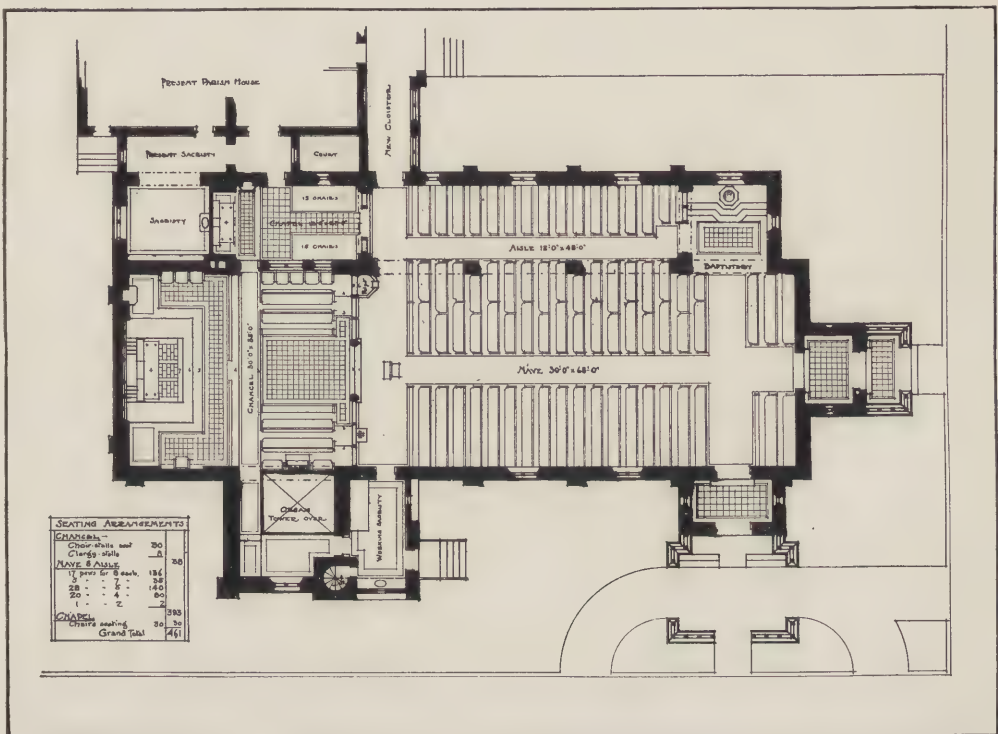 PRESENT PARISH HOUSE
NEW CLOISTER
PRESENT SACRISTY
COURT
SACRISTY
15 CHAIRS
CHAPEL
15 CHAIRS
AISLE 12'-0" x 48'-0"
BAPTISTERY
CHANCEL 30'-0" x 38'-0"
NAVE 30'-0" x 68'-0"
ORGAN
TOWER OVER
WORKING SACRISTY
SEATING ARRANGEMENTS
CHANCEL -
Choir-stalls seat 30
Clergy-stalls 8
38
NAVE & AISLE
17 pews for 8 each, 136
5 - - 7 - 35
28 - - 5 - 140
20 - - 4 - 80
1 - - 2 2
393
CHAPEL
Chairs seating 30 30
Grand Total 461